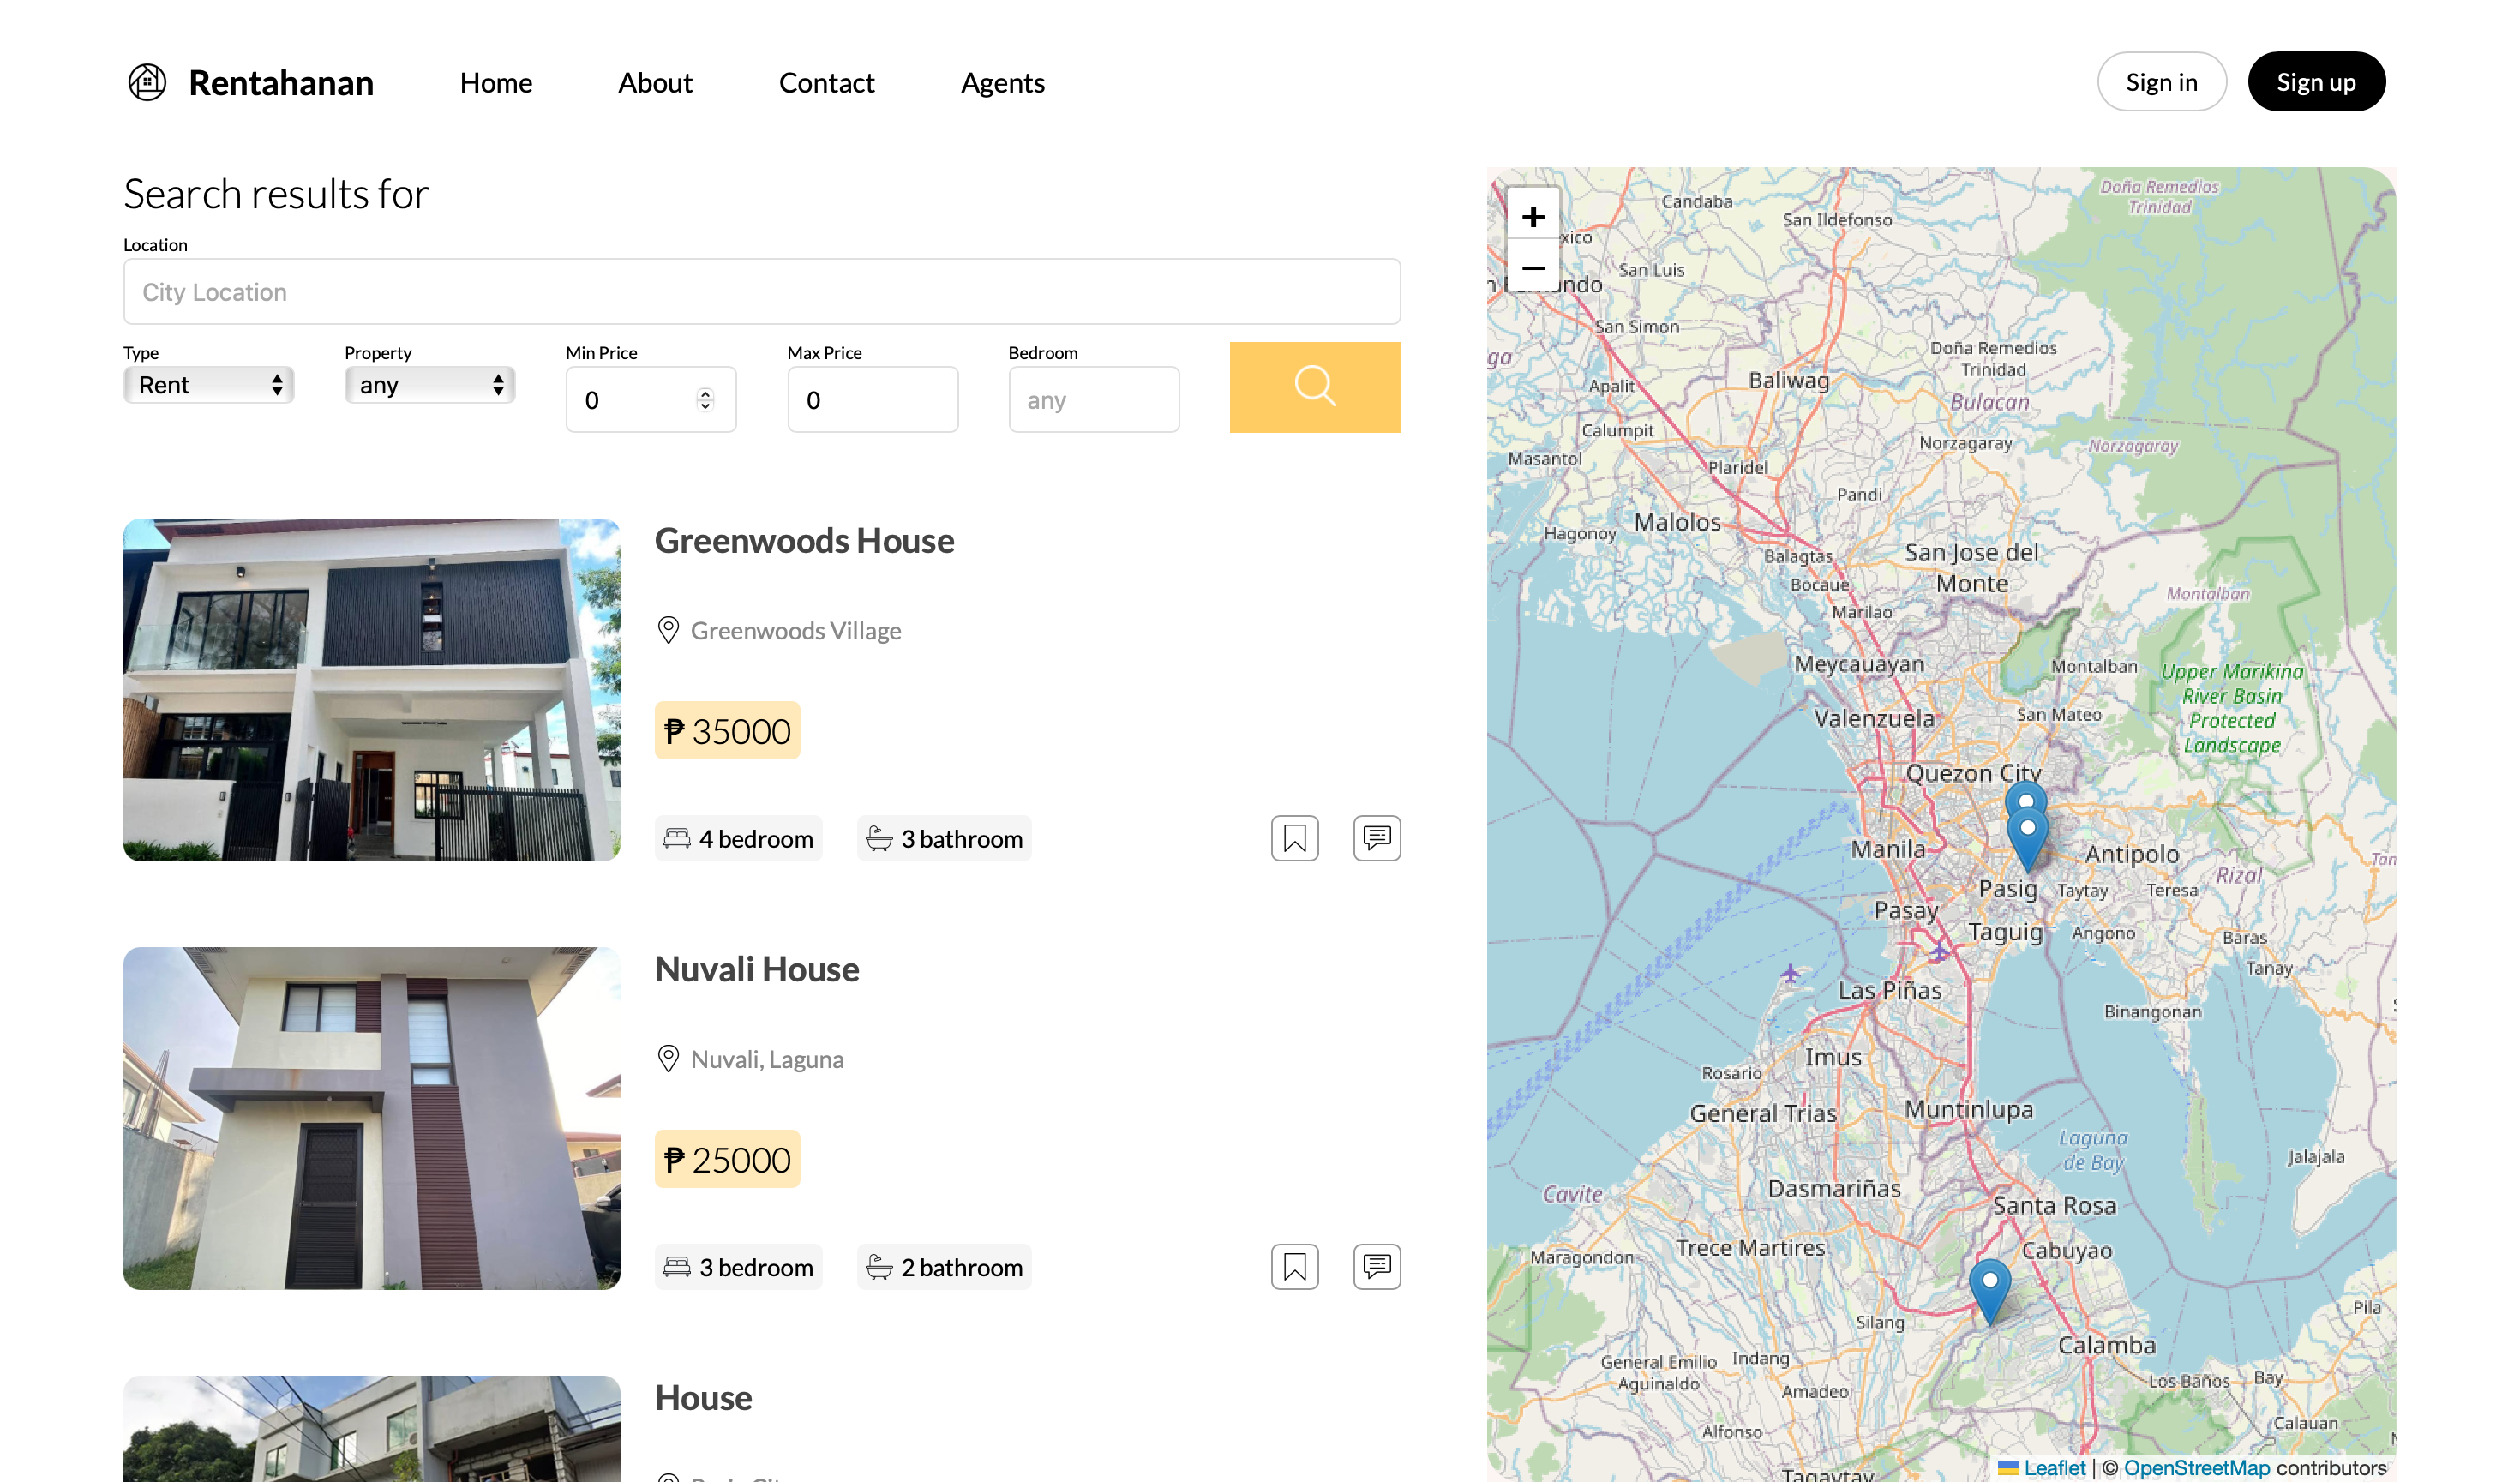 Rentahanan
Home
About
Contact
Agents
Sign in
Sign up
Search results for
Location
City Location
Type
Property
Min Price
Max Price
Bedroom
Rent
any
0
0
any
Greenwoods House
Greenwoods Village
₱ 35000
4 bedroom
3 bathroom
Nuvali House
Nuvali, Laguna
₱ 25000
3 bedroom
2 bathroom
House
+
−
Candaba
San Ildefonso
Doña Remedios
Trinidad
San Luis
San Simon
Doña Remedios
Trinidad
Apalit
Baliwag
Bulacan
Calumpit
Norzagaray
Norzagaray
Masantol
Plaridel
Pandi
Malolos
Hagonoy
Balagtas
San Jose del
Monte
Bocaue
Marilao
Montalban
Meycauayan
Montalban
Upper Marikina
River Basin
Protected
Landscape
Valenzuela
San Mateo
Quezon City
Manila
Antipolo
Rizal
Pasig
Taytay
Teresa
Pasay
Taguig
Angono
Baras
Tanay
Las Piñas
Binangonan
Imus
Rosario
General Trias
Muntinlupa
Laguna
de Bay
Jalajala
Cavite
Dasmariñas
Santa Rosa
Maragondon
Trece Martires
Cabuyao
Pila
Silang
Calamba
General Emilio
Aguinaldo
Indang
Amadeo
Los Baños
Bay
Calauan
Alfonso
Tagaytay
Leaflet | © OpenStreetMap contributors